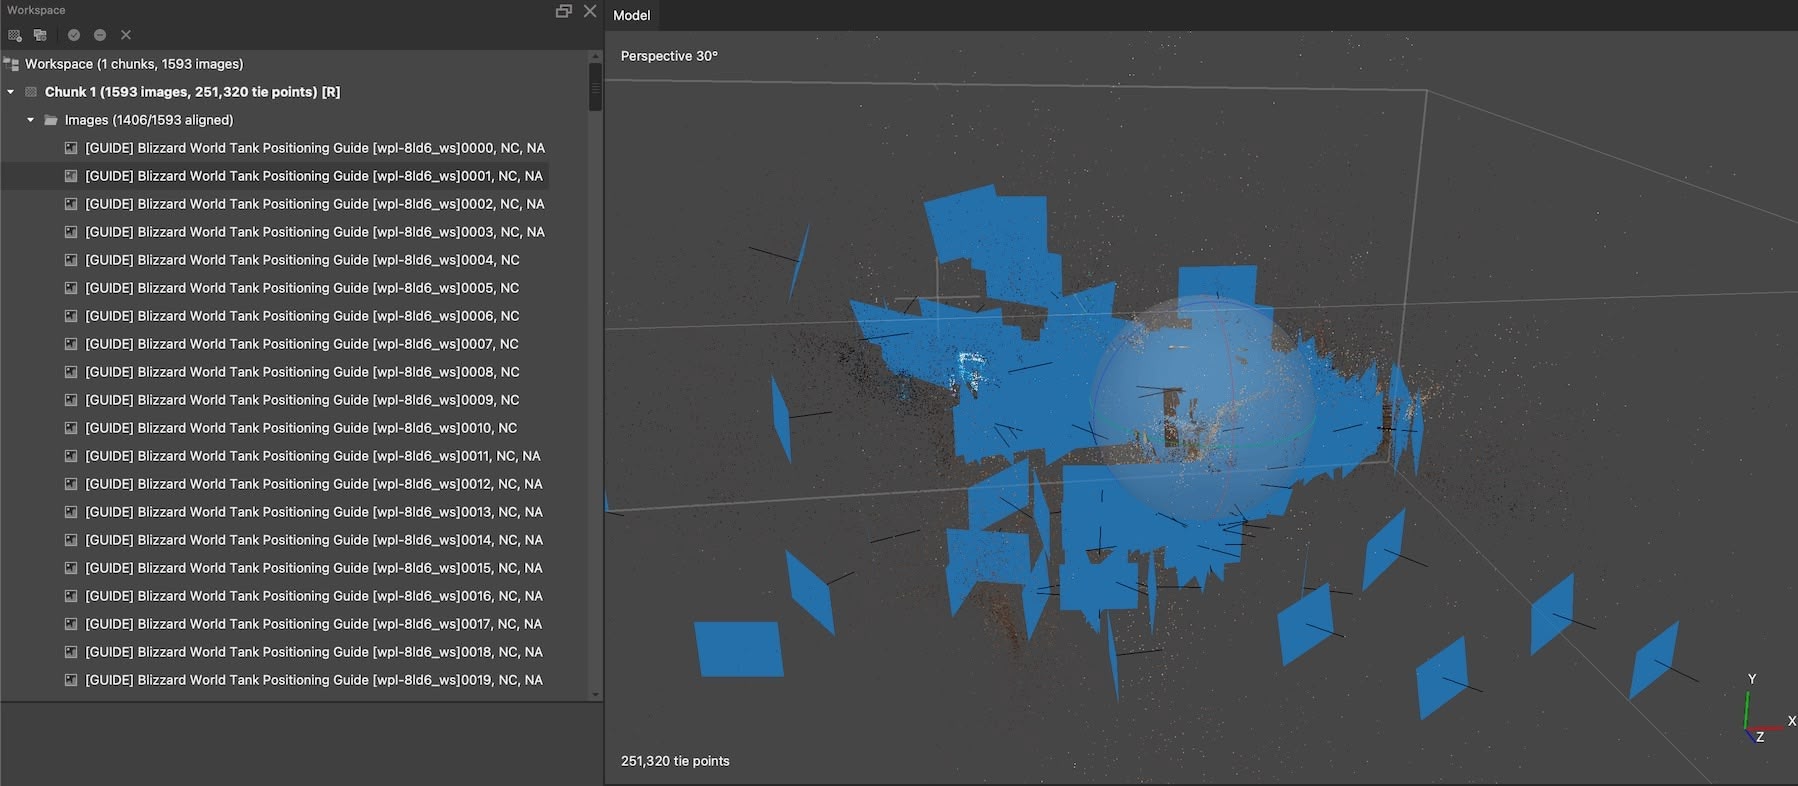 Workspace
Workspace (1 chunks, 1593 images)
Chunk 1 (1593 images, 251,320 tie points) [R]
Images (1406/1593 aligned)
[GUIDE] Blizzard World Tank Positioning Guide [wpl-8ld6_ws]0000, NC, NA
[GUIDE] Blizzard World Tank Positioning Guide [wpl-8ld6_ws]0001, NC, NA
[GUIDE] Blizzard World Tank Positioning Guide [wpl-8ld6_ws]0002, NC, NA
[GUIDE] Blizzard World Tank Positioning Guide [wpl-8ld6_ws]0003, NC, NA
[GUIDE] Blizzard World Tank Positioning Guide [wpl-8ld6_ws]0004, NC
[GUIDE] Blizzard World Tank Positioning Guide [wpl-8ld6_ws]0005, NC
[GUIDE] Blizzard World Tank Positioning Guide [wpl-8ld6_ws]0006, NC
[GUIDE] Blizzard World Tank Positioning Guide [wpl-8ld6_ws]0007, NC
[GUIDE] Blizzard World Tank Positioning Guide [wpl-8ld6_ws]0008, NC
[GUIDE] Blizzard World Tank Positioning Guide [wpl-8ld6_ws]0009, NC
[GUIDE] Blizzard World Tank Positioning Guide [wpl-8ld6_ws]0010, NC
[GUIDE] Blizzard World Tank Positioning Guide [wpl-8ld6_ws]0011, NC, NA
[GUIDE] Blizzard World Tank Positioning Guide [wpl-8ld6_ws]0012, NC, NA
[GUIDE] Blizzard World Tank Positioning Guide [wpl-8ld6_ws]0013, NC, NA
[GUIDE] Blizzard World Tank Positioning Guide [wpl-8ld6_ws]0014, NC, NA
[GUIDE] Blizzard World Tank Positioning Guide [wpl-8ld6_ws]0015, NC, NA
[GUIDE] Blizzard World Tank Positioning Guide [wpl-8ld6_ws]0016, NC, NA
[GUIDE] Blizzard World Tank Positioning Guide [wpl-8ld6_ws]0017, NC, NA
[GUIDE] Blizzard World Tank Positioning Guide [wpl-8ld6_ws]0018, NC, NA
[GUIDE] Blizzard World Tank Positioning Guide [wpl-8ld6_ws]0019, NC, NA
Model
Perspective 30°
251,320 tie points
Y
X
Z